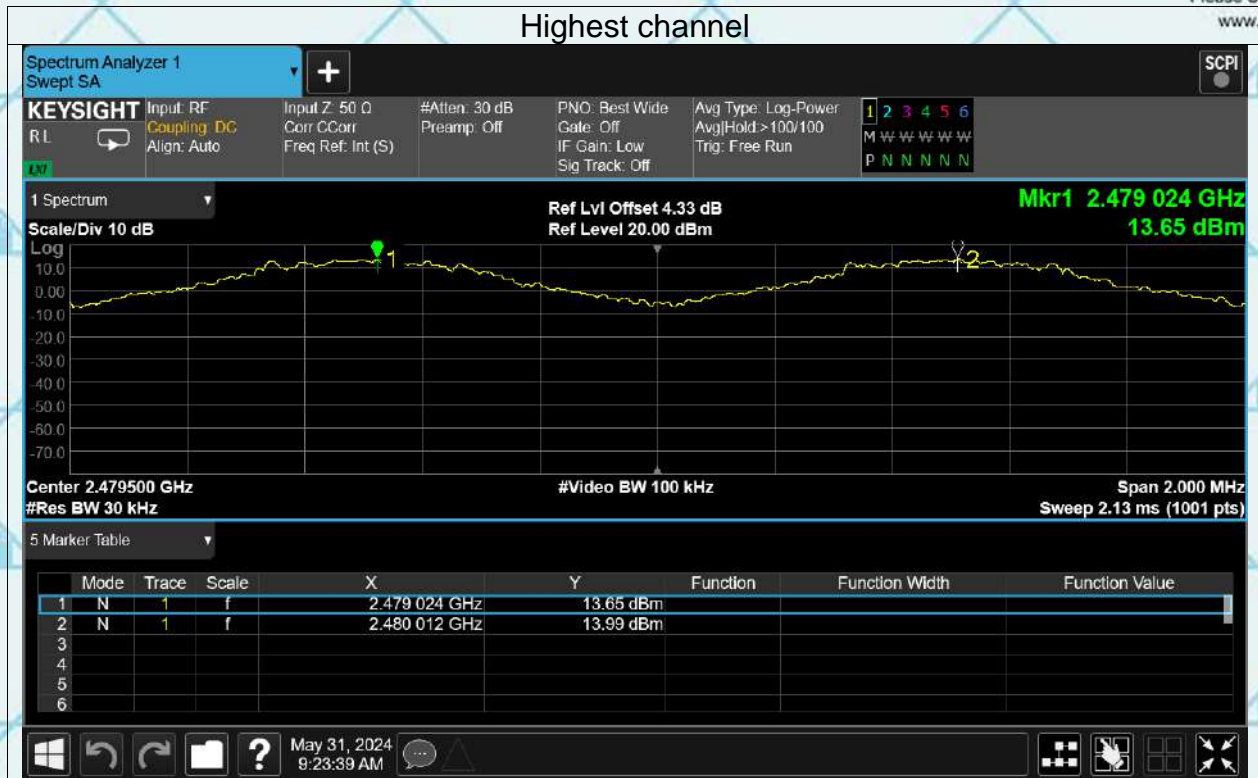 www.
Highest channel
Spectrum Analyzer 1
Swept SA
+
SCPI
KEYSIGHT
RL
LXI
Input: RF
Coupling: DC
Align: Auto
Input Z: 50 Ω
Corr CCorr
Freq Ref: Int (S)
#Atten: 30 dB
Preamp: Off
PNO: Best Wide
Gate: Off
IF Gain: Low
Sig Track: Off
Avg Type: Log-Power
Avg|Hold:>100/100
Trig: Free Run
1 2 3 4 5 6
M W W W W W
P N N N N N
1 Spectrum
Scale/Div 10 dB
Ref Lvl Offset 4.33 dB
Ref Level 20.00 dBm
Mkr1 2.479 024 GHz
13.65 dBm
Log
1
2
10.0
0.00
-10.0
-20.0
-30.0
-40.0
-50.0
-60.0
-70.0
Center 2.479500 GHz
#Video BW 100 kHz
Span 2.000 MHz
#Res BW 30 kHz
Sweep 2.13 ms (1001 pts)
5 Marker Table
Mode Trace Scale X Y Function Function Width Function Value
1 N 1 f 2.479 024 GHz 13.65 dBm
2 N 1 f 2.480 012 GHz 13.99 dBm
3
4
5
6
?
May 31, 2024
9:23:39 AM